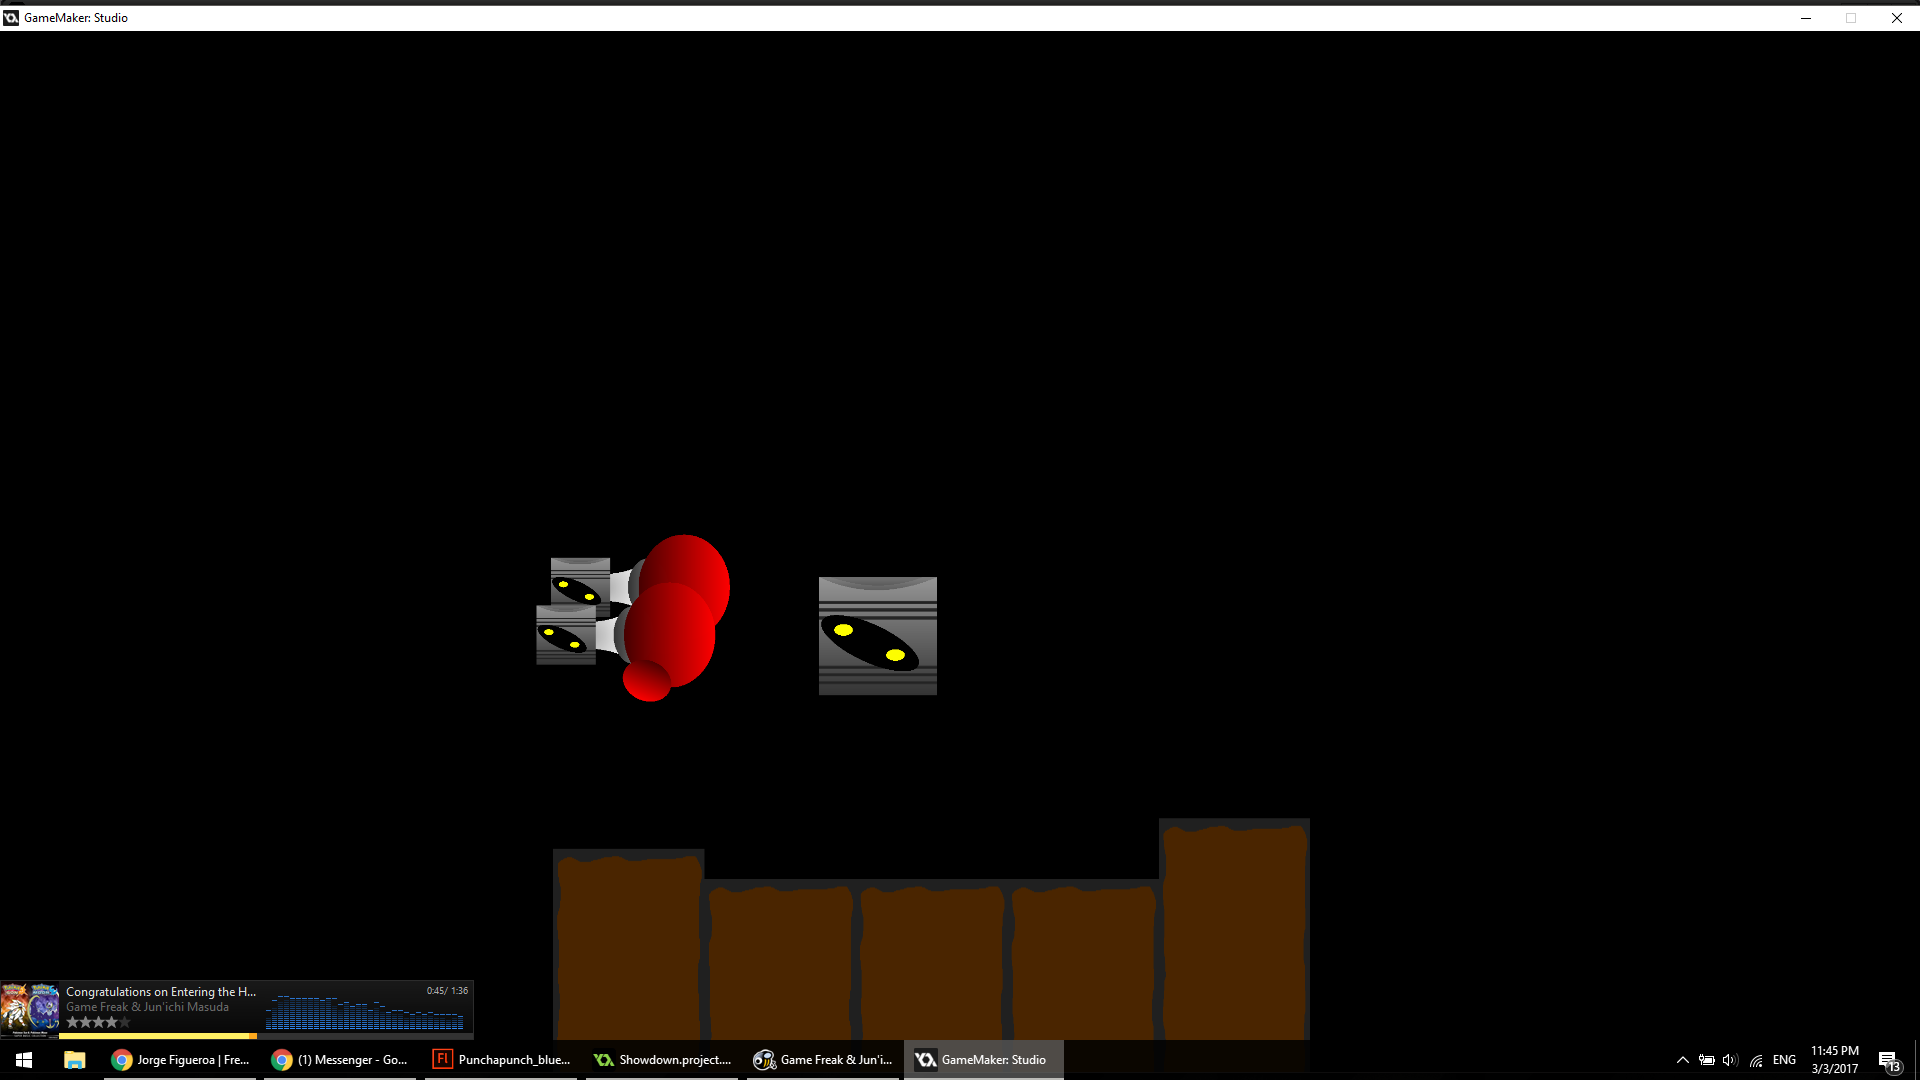 GameMaker: Studio
Congratulations on Entering the H...
0:45/ 1:36
Game Freak & Jun'ichi Masuda
Jorge Figueroa | Fre...
(1) Messenger - Go...
Fl
Punchapunch_blue...
Showdown.project....
Game Freak & Jun'i...
GameMaker: Studio
ENG
11:45 PM
3/3/2017
13